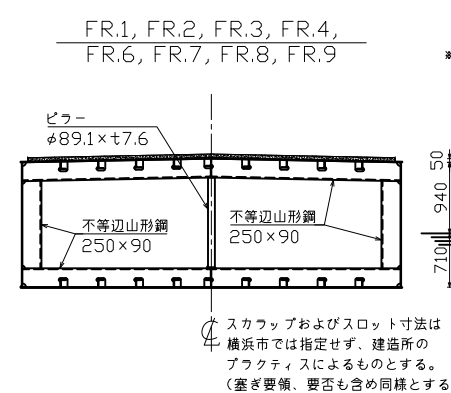 FR.1, FR.2, FR.3, FR.4,
FR.6, FR.7, FR.8, FR.9
ピラー
φ89.1×t7.6
不等辺山形鋼
250×90
不等辺山形鋼
250×90
50
940
710
スカラップおよびスロット寸法は
横浜市では指定せず、建造所の
プラクティスによるものとする。
(塞ぎ要領、要否も含め同様とする